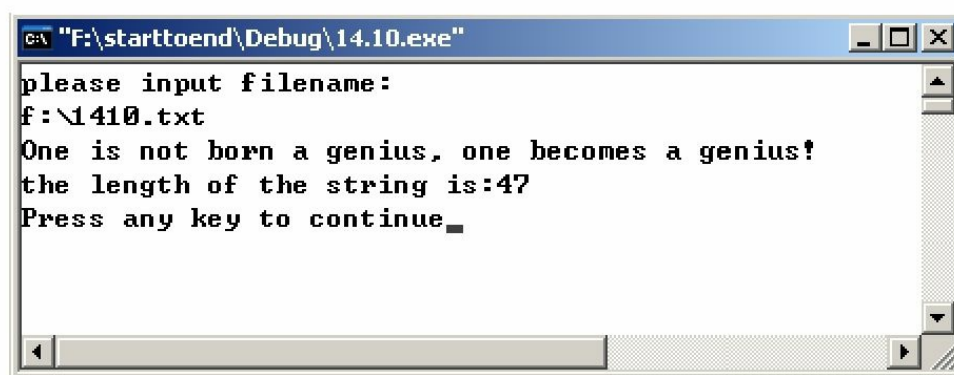 "F:\starttoend\Debug\14.10.exe"
please input filename:
f:\1410.txt
One is not born a genius, one becomes a genius!
the length of the string is:47
Press any key to continue